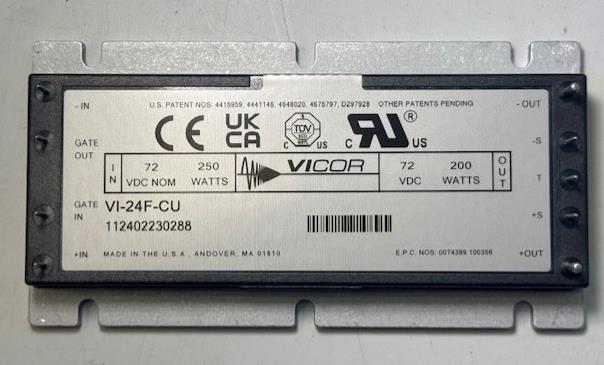 U.S. PATENT NOS: 4415959, 4441146, 4648020, 4675797, D297928 OTHER PATENTS PENDING
- IN
- OUT
CE UK CA C TÜV US C RU ® US
GATE OUT
-S
IN 72 VDC NOM 250 WATTS VICOR 72 VDC 200 WATTS OUT
T
GATE IN
VI-24F-CU
+S
112402230288
+IN
MADE IN THE U.S.A., ANDOVER, MA 01810
E.P.C. NOS: 0074399 100356
+OUT